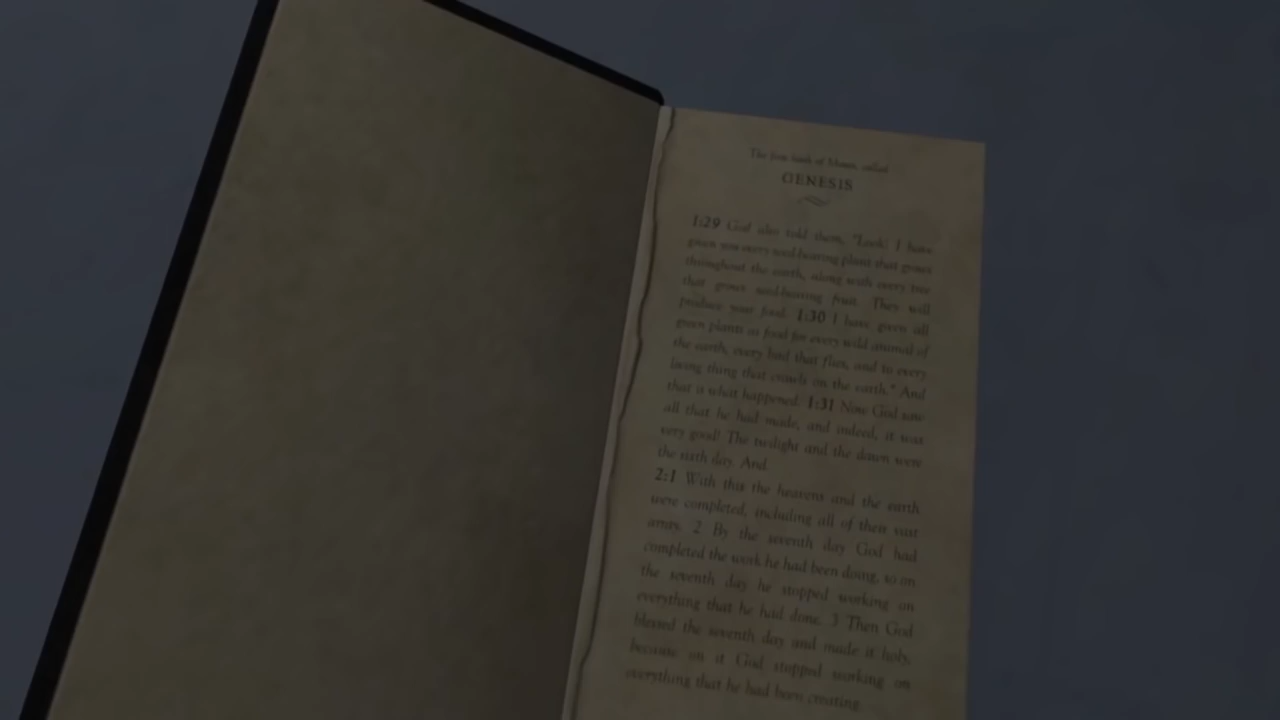 The first book of Moses, called
GENESIS
1:29 God also told them, "Look! I have
given you every seed-bearing plant that grows
throughout the earth, along with every tree
that grows seed-bearing fruit. They will
produce your food. 1:30 I have given all
green plants as food for every wild animal of
the earth, every bird that flies, and to every
living thing that crawls on the earth." And
that is what happened. 1:31 Now God saw
all that he had made, and indeed, it was
very good! The twilight and the dawn were
the sixth day. And
2:1 With this the heavens and the earth
were completed, including all of their vast
array. 2 By the seventh day God had
completed the work he had been doing, so on
the seventh day he stopped working on
everything that he had done. 3 Then God
blessed the seventh day and made it holy,
because on it God stopped working on
everything that he had been creating.